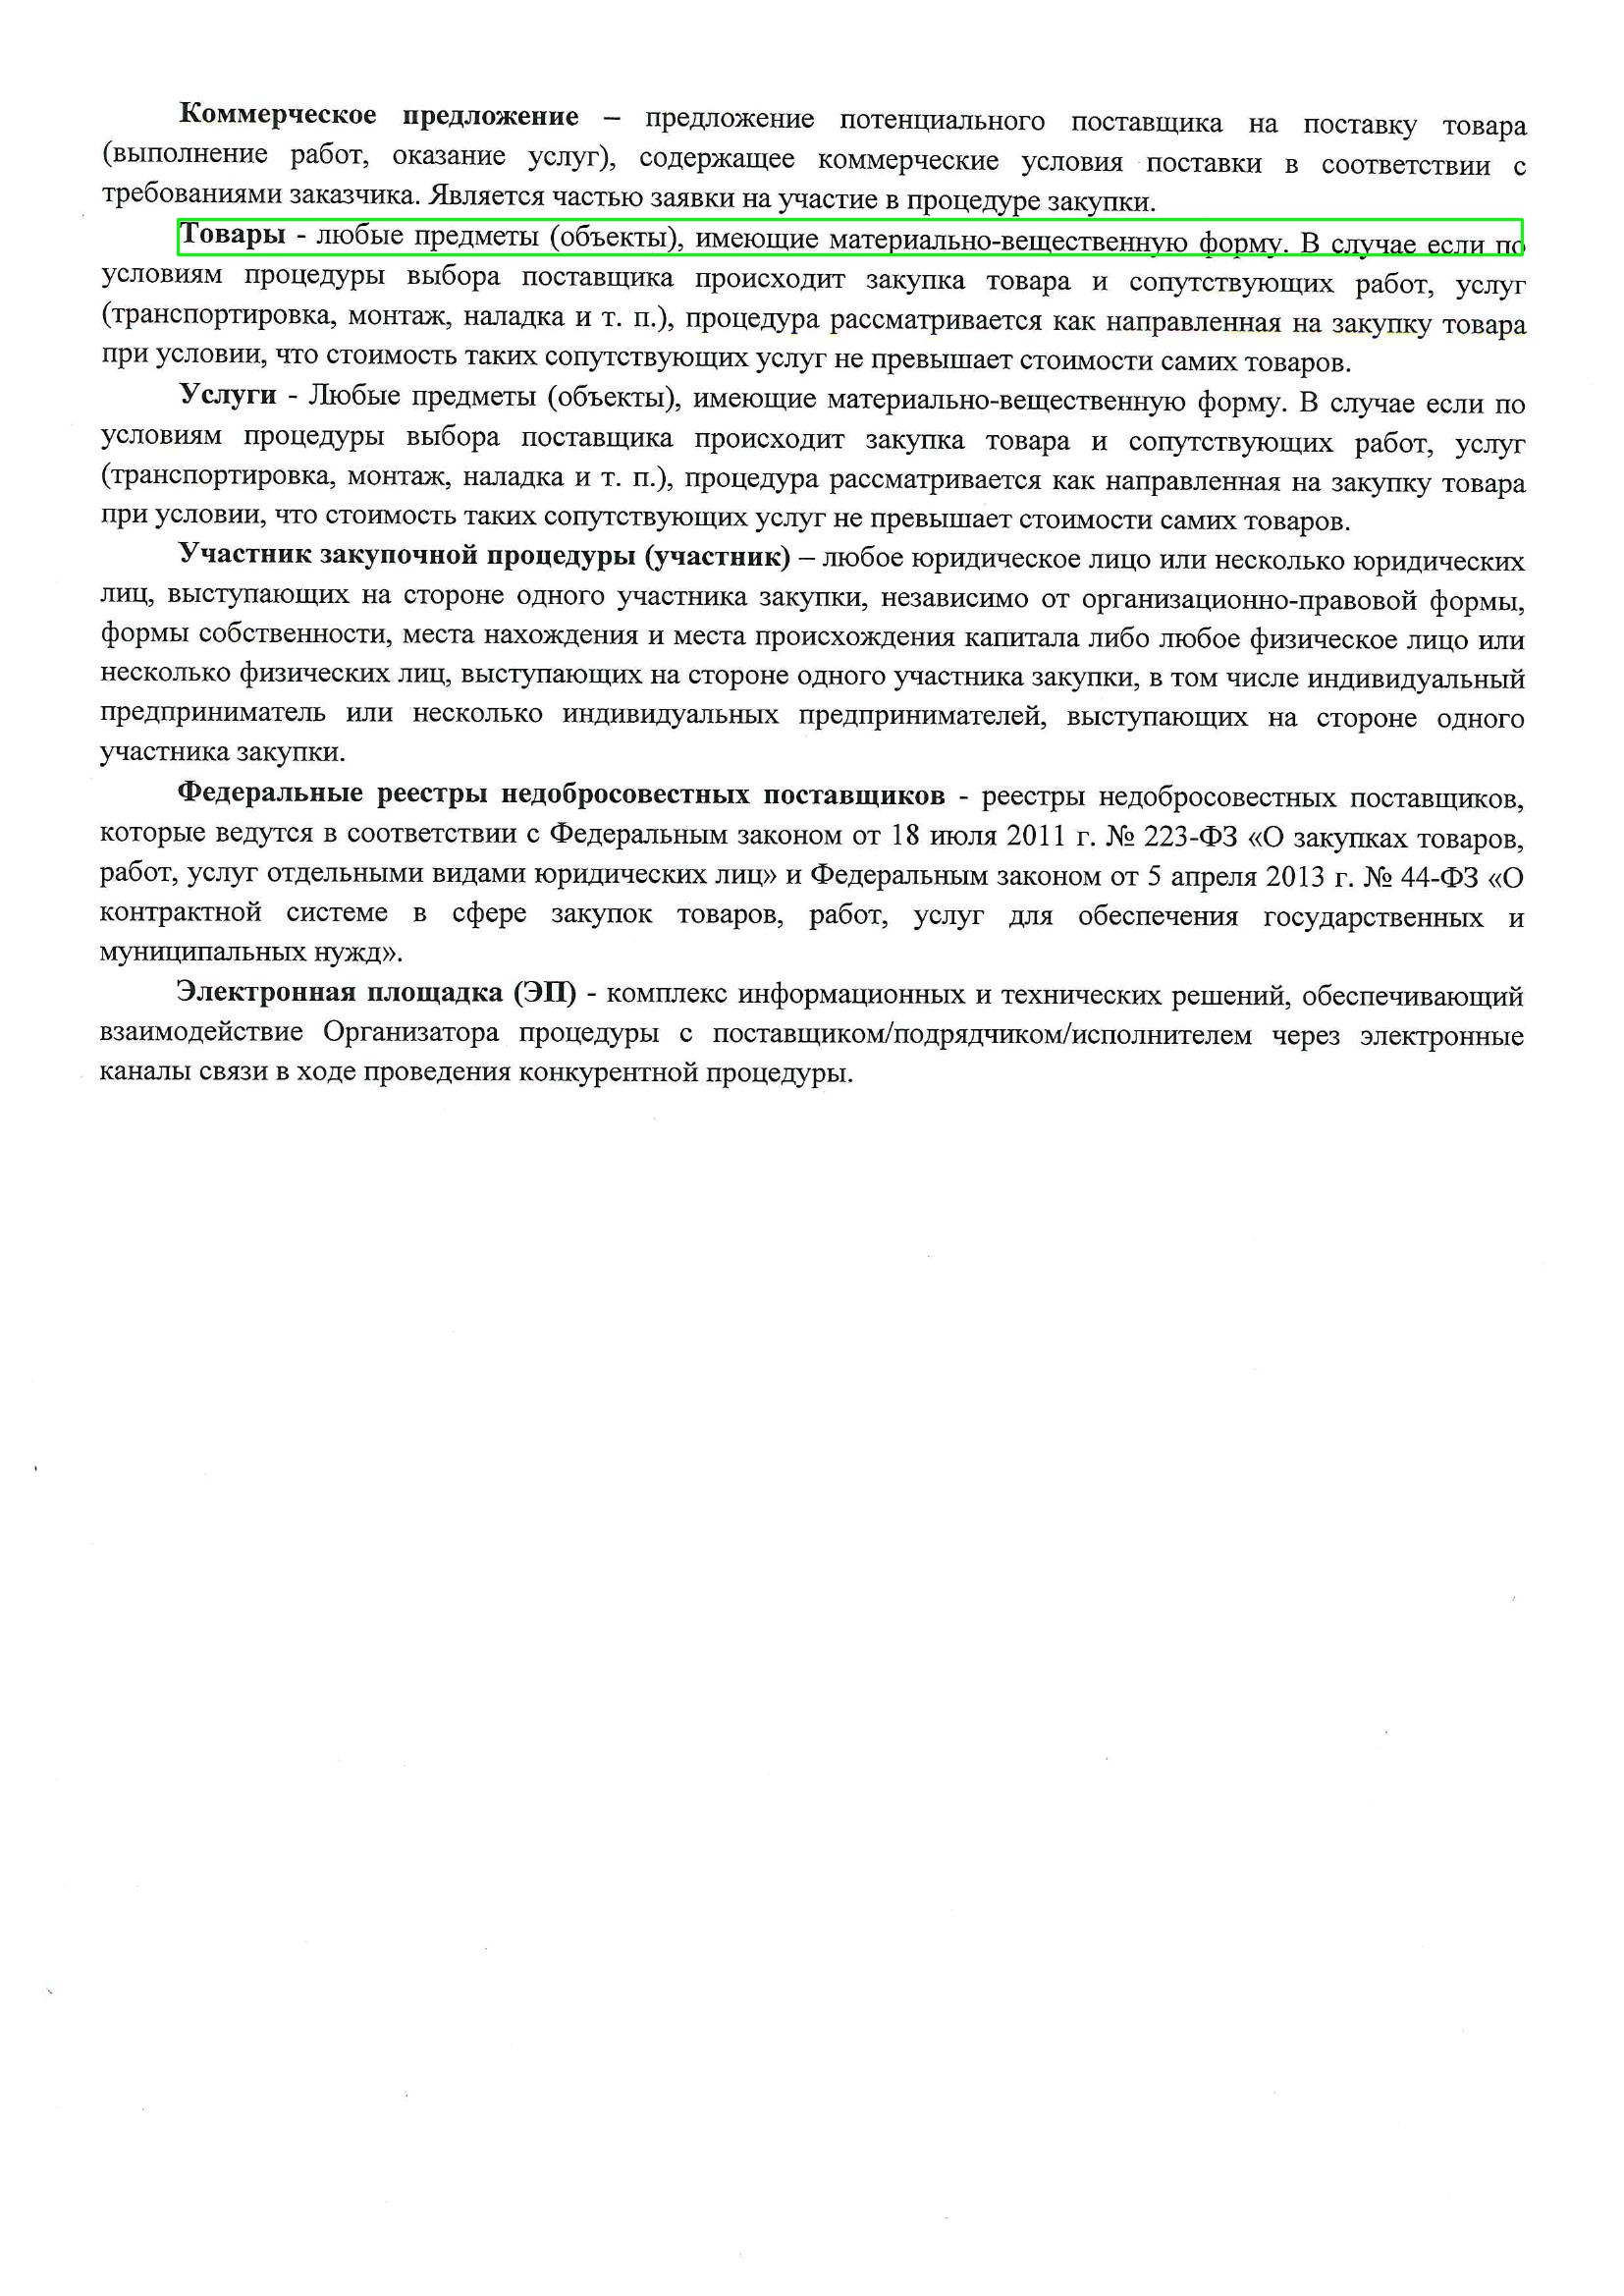 Коммерческое предложение – предложение потенциального поставщика на поставку товара
(выполнение работ, оказание услуг), содержащее коммерческие условия поставки в соответствии с
требованиями заказчика. Является частью заявки на участие в процедуре закупки.
Товары - любые предметы (объекты), имеющие материально-вещественную форму. В случае если по
условиям процедуры выбора поставщика происходит закупка товара и сопутствующих работ, услуг
(транспортировка, монтаж, наладка и т. п.), процедура рассматривается как направленная на закупку товара
при условии, что стоимость таких сопутствующих услуг не превышает стоимости самих товаров.
Услуги - Любые предметы (объекты), имеющие материально-вещественную форму. В случае если по
условиям процедуры выбора поставщика происходит закупка товара и сопутствующих работ, услуг
(транспортировка, монтаж, наладка и т. п.), процедура рассматривается как направленная на закупку товара
при условии, что стоимость таких сопутствующих услуг не превышает стоимости самих товаров.
Участник закупочной процедуры (участник) – любое юридическое лицо или несколько юридических
лиц, выступающих на стороне одного участника закупки, независимо от организационно-правовой формы,
формы собственности, места нахождения и места происхождения капитала либо любое физическое лицо или
несколько физических лиц, выступающих на стороне одного участника закупки, в том числе индивидуальный
предприниматель или несколько индивидуальных предпринимателей, выступающих на стороне одного
участника закупки.
Федеральные реестры недобросовестных поставщиков - реестры недобросовестных поставщиков,
которые ведутся в соответствии с Федеральным законом от 18 июля 2011 г. № 223-ФЗ «О закупках товаров,
работ, услуг отдельными видами юридических лиц» и Федеральным законом от 5 апреля 2013 г. № 44-ФЗ «О
контрактной системе в сфере закупок товаров, работ, услуг для обеспечения государственных и
муниципальных нужд».
Электронная площадка (ЭП) - комплекс информационных и технических решений, обеспечивающий
взаимодействие Организатора процедуры с поставщиком/подрядчиком/исполнителем через электронные
каналы связи в ходе проведения конкурентной процедуры.